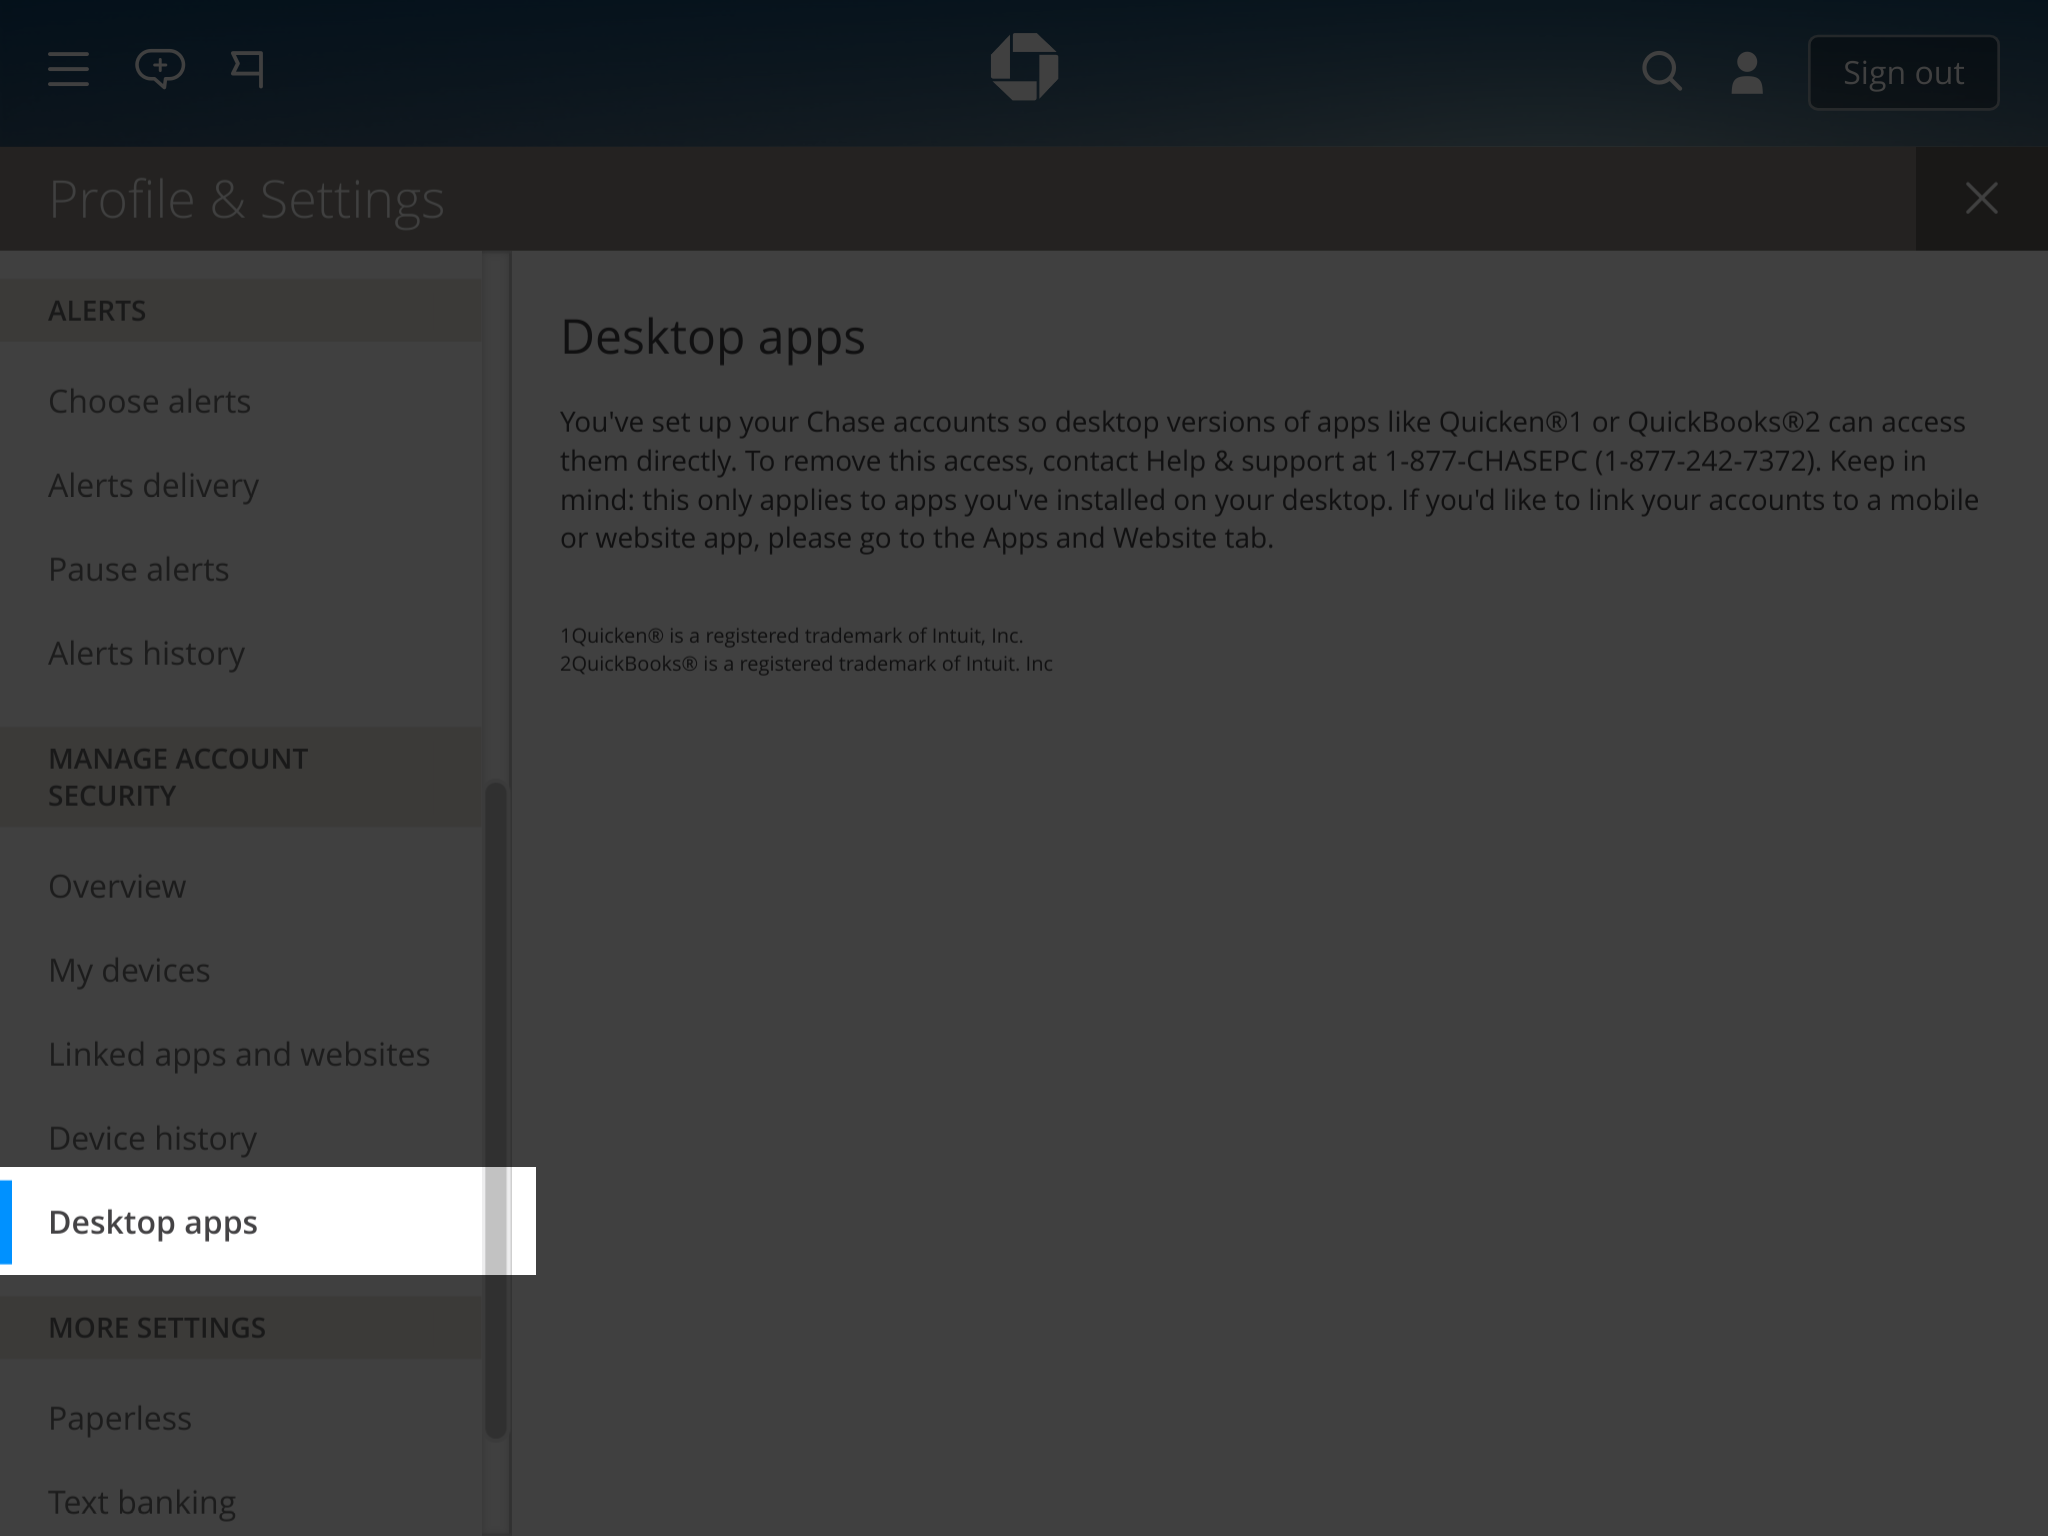 Sign out
Profile & Settings
ALERTS
Choose alerts
Alerts delivery
Pause alerts
Alerts history
MANAGE ACCOUNT
SECURITY
Overview
My devices
Linked apps and websites
Device history
Desktop apps
MORE SETTINGS
Paperless
Text banking
Desktop apps
You've set up your Chase accounts so desktop versions of apps like Quicken®1 or QuickBooks®2 can access
them directly. To remove this access, contact Help & support at 1-877-CHASEPC (1-877-242-7372). Keep in
mind: this only applies to apps you've installed on your desktop. If you'd like to link your accounts to a mobile
or website app, please go to the Apps and Website tab.
1Quicken® is a registered trademark of Intuit, Inc.
2QuickBooks® is a registered trademark of Intuit. Inc